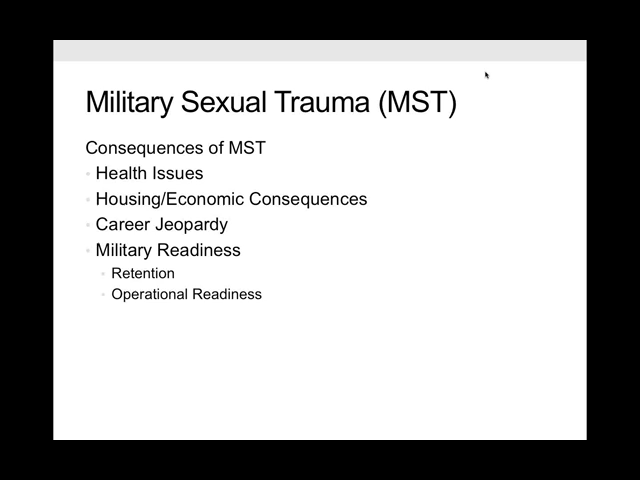 Military Sexual Trauma (MST)
Consequences of MST
Health Issues
Housing/Economic Consequences
Career Jeopardy
Military Readiness
Retention
Operational Readiness